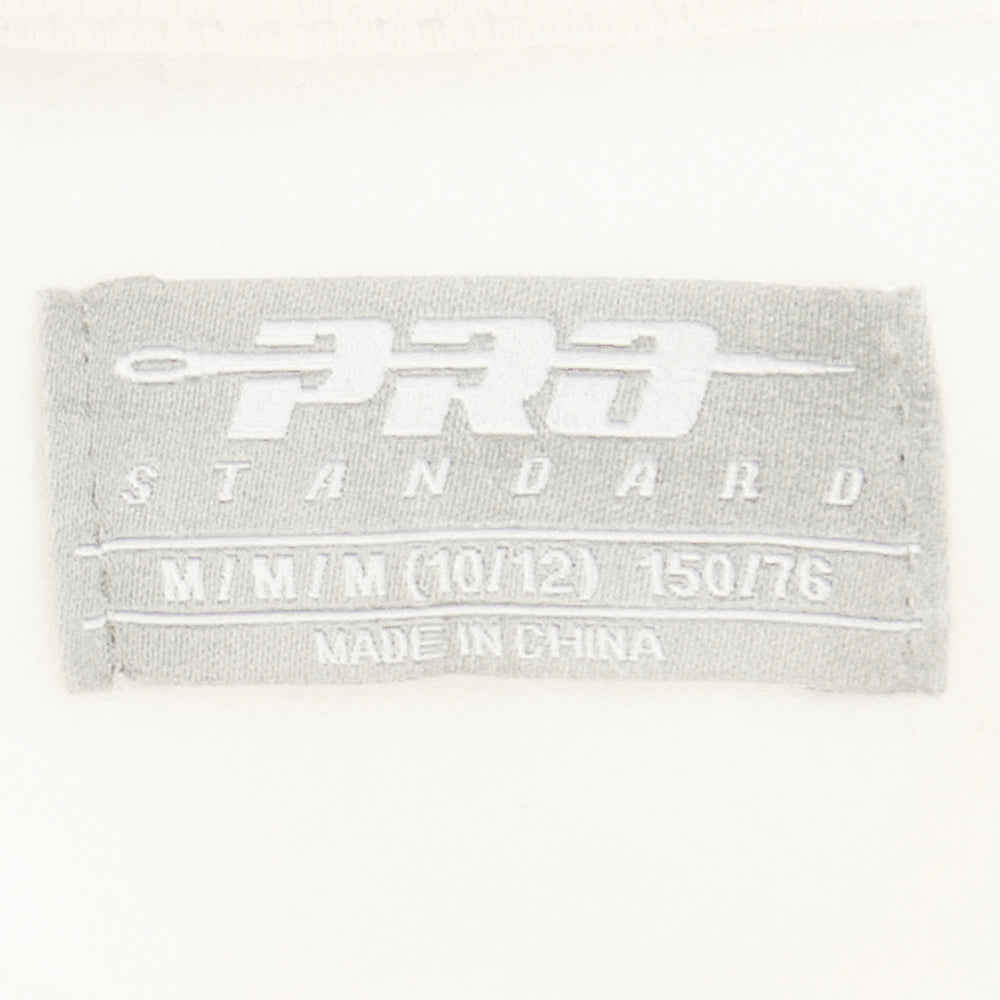 PRO
STANDARD
M/M/M (10/12) 150/76
MADE IN CHINA